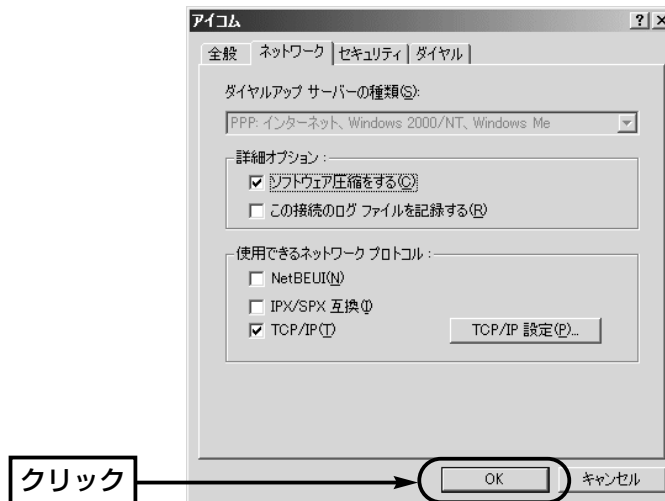 アイコム
全般 ネットワーク セキュリティ ダイヤル
ダイヤルアップ サーバーの種類(S):
PPP: インターネット、Windows 2000/NT、Windows Me
詳細オプション:
ソフトウェア圧縮をする(C)
この接続のログ ファイルを記録する(R)
使用できるネットワーク プロトコル:
NetBEUI(N)
IPX/SPX 互換(I)
TCP/IP(T)
TCP/IP 設定(P)...
クリック
OK
キャンセル